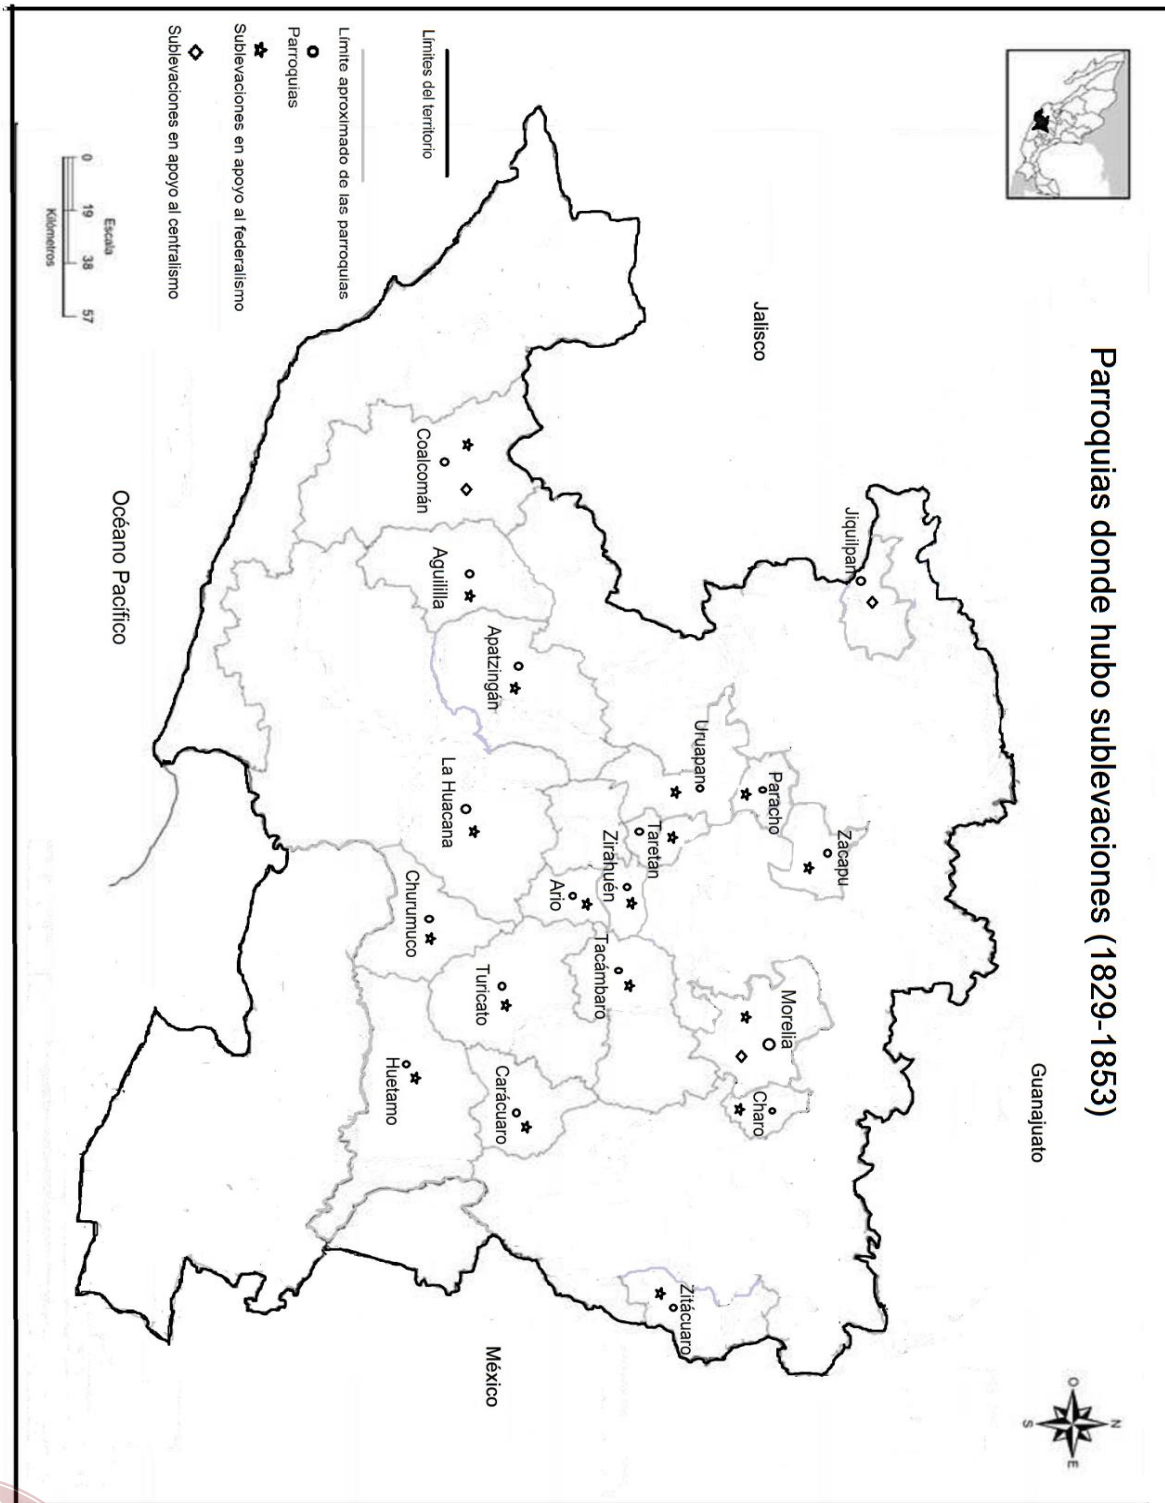 Parroquias donde hubo sublevaciones (1829-1853)
Guanajuato
N
O
E
S
Jalisco
Jiquilpan
Zacapu
Paracho
Morelia
Charo
Uruapano
Taretan
Zitácuaro
Zirahuén
Tacámbaro
Ario
Apatzingán
Carácuaro
México
Turicato
La Huacana
Coalcomán
Aguililla
Churumuco
Huetamo
Océano Pacífico
Límites del territorio
Límite aproximado de las parroquias
Parroquias
Sublevaciones en apoyo al federalismo
Sublevaciones en apoyo al centralismo
Escala
0 19 38 57
Kilómetros